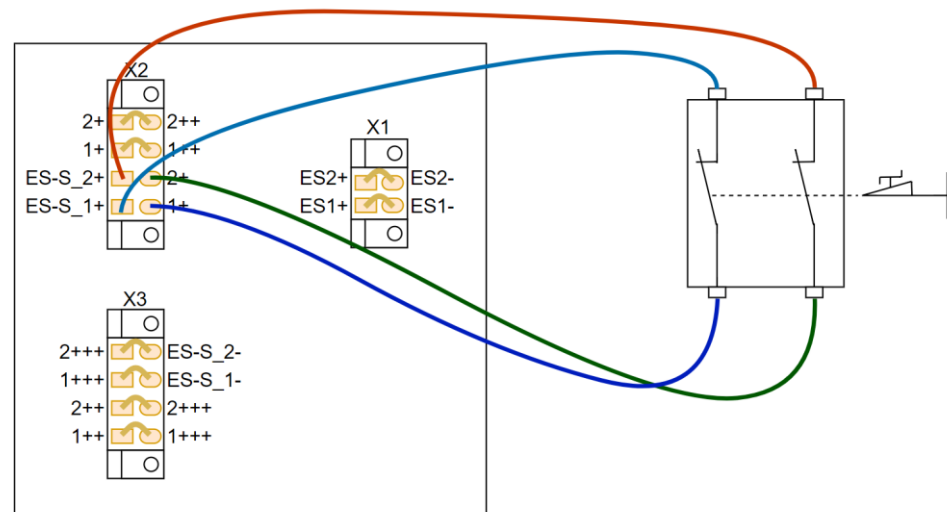 X2
2+ 2++
1+ 1++
ES-S_2+ 2+
ES-S_1+ 1+
X1
ES2+ ES2-
ES1+ ES1-
X3
2+++ ES-S_2-
1+++ ES-S_1-
2++ 2+++
1++ 1+++